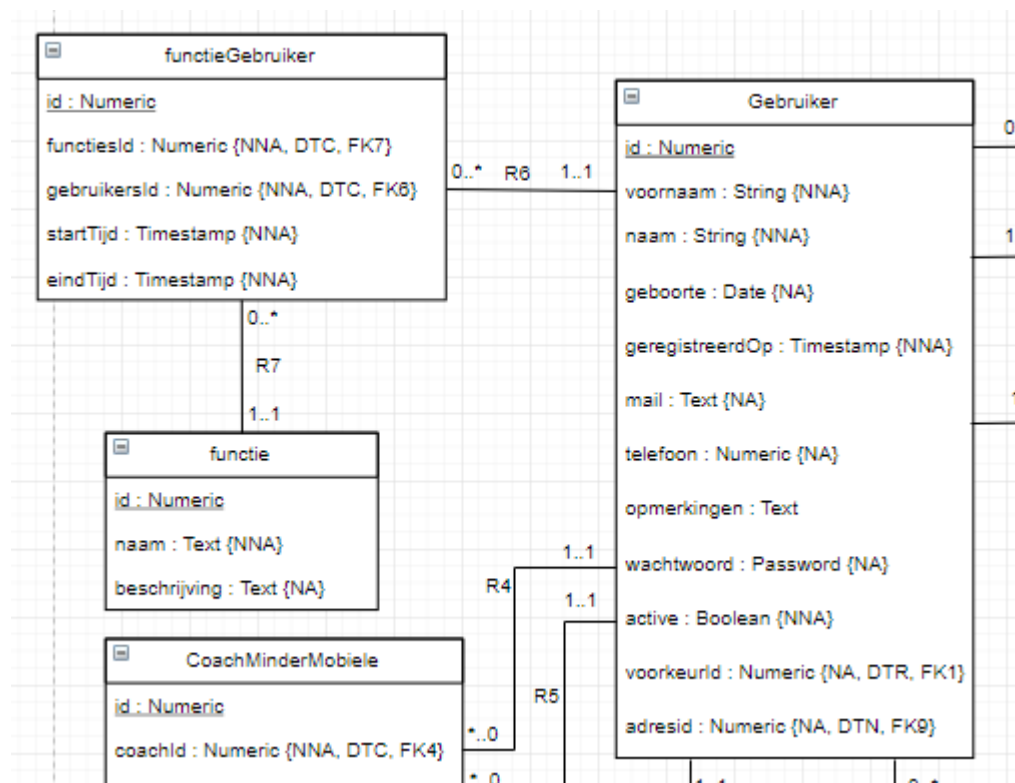 functieGebruiker
id : Numeric
functiesId : Numeric {NNA, DTC, FK7}
gebruikersId : Numeric {NNA, DTC, FK6}
startTijd : Timestamp {NNA}
eindTijd : Timestamp {NNA}
0..* R6 1..1
0..*
R7
1..1
functie
id : Numeric
naam : Text {NNA}
beschrijving : Text {NA}
Gebruiker
id : Numeric
voornaam : String {NNA}
naam : String {NNA}
geboorte : Date {NA}
geregistreerdOp : Timestamp {NNA}
mail : Text {NA}
telefoon : Numeric {NA}
opmerkingen : Text
wachtwoord : Password {NA}
active : Boolean {NNA}
voorkeurId : Numeric {NA, DTR, FK1}
adresid : Numeric {NA, DTN, FK9}
0
1
1..1
R4
1..1
R5
CoachMinderMobiele
id : Numeric
coachId : Numeric {NNA, DTC, FK4}
*..0